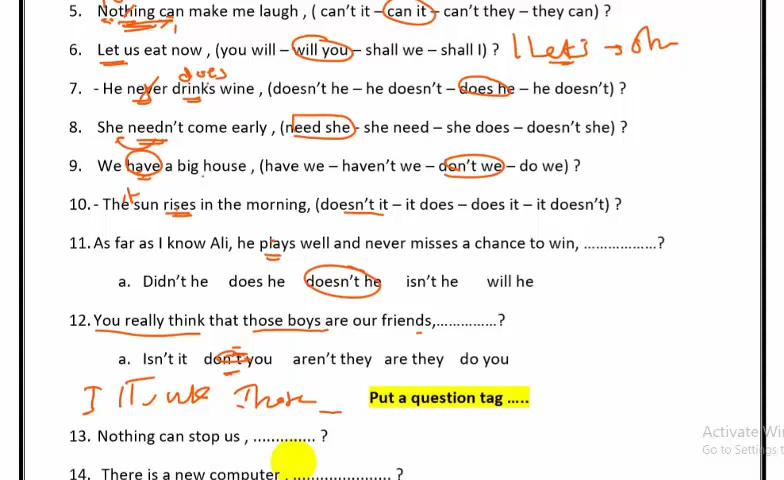 5. Nothing can make me laugh , ( can't it – can it – can't they – they can) ?
6. Let us eat now , (you will – will you – shall we – shall I) ? Let's → sh
does
7. - He never drinks wine , (doesn't he – he doesn't – does he – he doesn't) ?
8. She needn't come early , (need she - she need – she does – doesn't she) ?
9. We have a big house , (have we – haven't we – don't we – do we) ?
it
10.- The sun rises in the morning, (doesn't it – it does – does it – it doesn't) ?
11. As far as I know Ali, he plays well and never misses a chance to win, ………………?
a. Didn't he does he doesn't he isn't he will he
12. You really think that those boys are our friends,…………..?
a. Isn't it don't you aren't they are they do you
I think those
Put a question tag …..
13. Nothing can stop us , ………….. ?
14. There is a new computer , ………………….. ?
Activate Wi
Go to Settings t